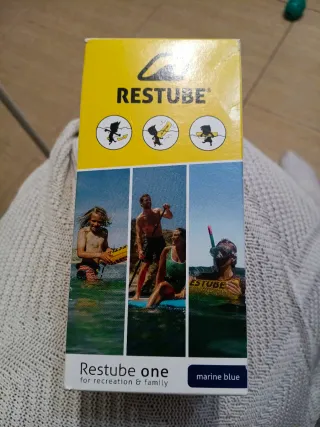 RESTUBE®
RESTUBE
Restube one
for recreation & family
marine blue